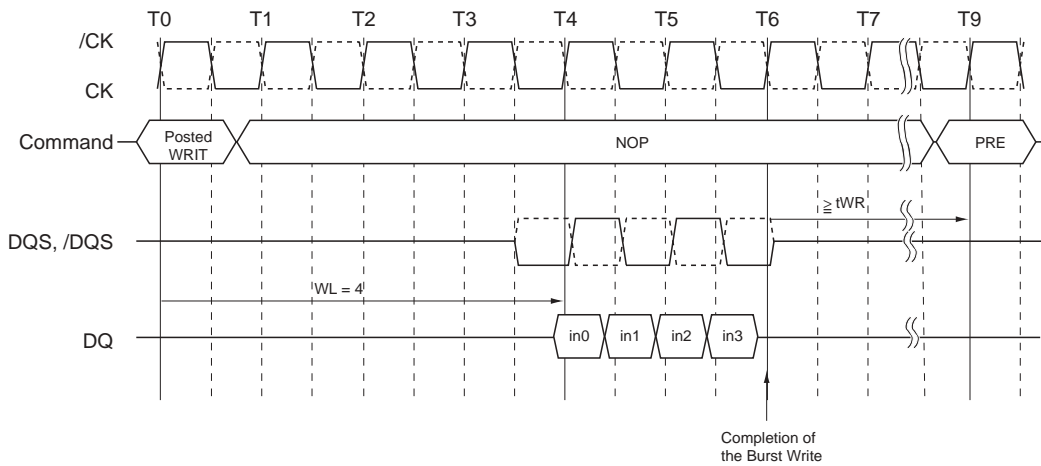 T0 T1 T2 T3 T4 T5 T6 T7 T9
/CK
CK
Command
Posted
WRIT
NOP
PRE
≧ tWR
DQS, /DQS
WL = 4
DQ
in0 in1 in2 in3
Completion of
the Burst Write